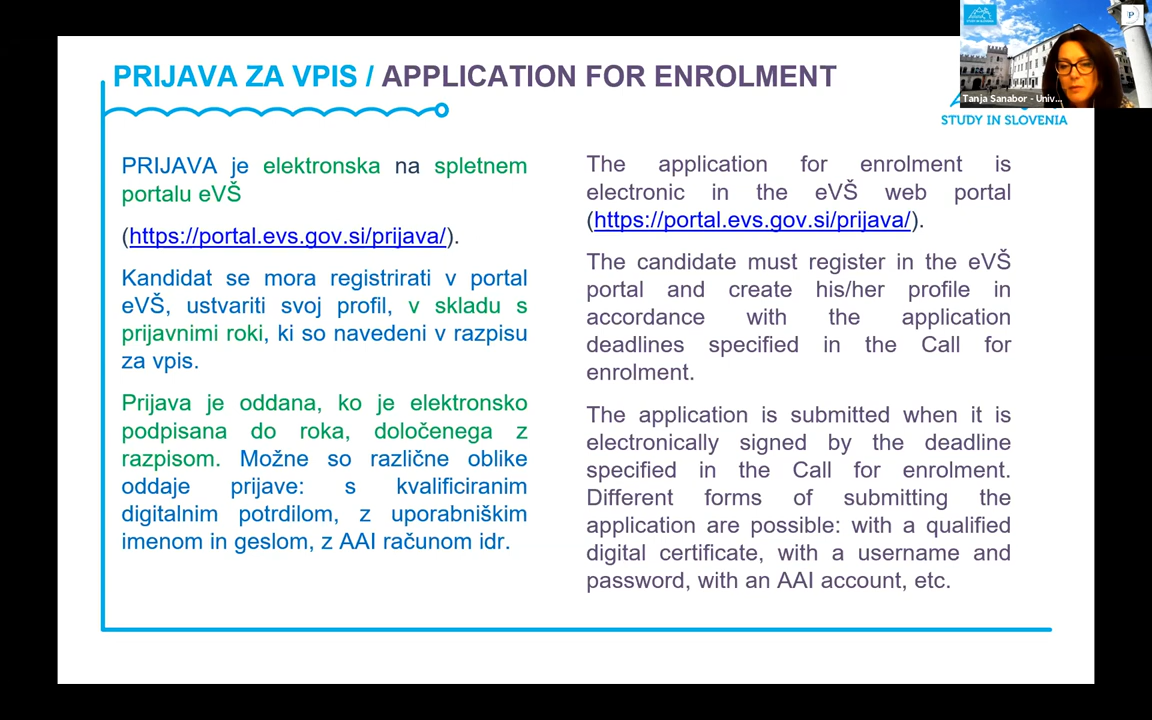 PRIJAVA ZA VPIS / APPLICATION FOR ENROLMENT
PRIJAVA je elektronska na spletnem
portalu eVŠ
(https://portal.evs.gov.si/prijava/).
Kandidat se mora registrirati v portal
eVŠ, ustvariti svoj profil, v skladu s
prijavnimi roki, ki so navedeni v razpisu
za vpis.
Prijava je oddana, ko je elektronsko
podpisana do roka, določenega z
razpisom. Možne so različne oblike
oddaje prijave: s kvalificiranim
digitalnim potrdilom, z uporabniškim
imenom in geslom, z AAI računom idr.
The application for enrolment is
electronic in the eVŠ web portal
(https://portal.evs.gov.si/prijava/).
The candidate must register in the eVŠ
portal and create his/her profile in
accordance with the application
deadlines specified in the Call for
enrolment.
The application is submitted when it is
electronically signed by the deadline
specified in the Call for enrolment.
Different forms of submitting the
application are possible: with a qualified
digital certificate, with a username and
password, with an AAI account, etc.
Tanja Sanabor - Univ...
STUDY IN SLOVENIA